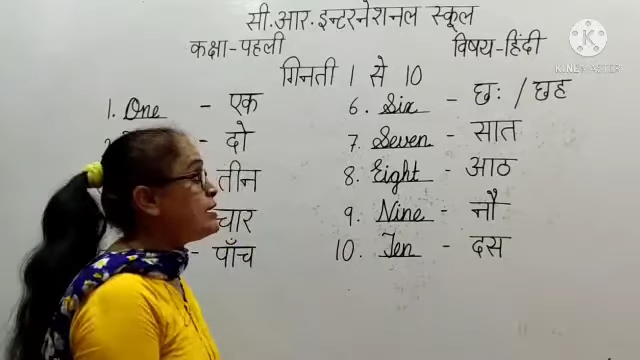 सी.आर.इन्टरनेशनल स्कूल
कक्षा-पहली
विषय-हिंदी
गिनती 1 से 10
1. One - एक
दो
तीन
चार
- पाँच
6. Six - छः / छह
7. Seven - सात
8. Eight - आठ
9. Nine - नौ
10. Ten - दस
KINEMASTER